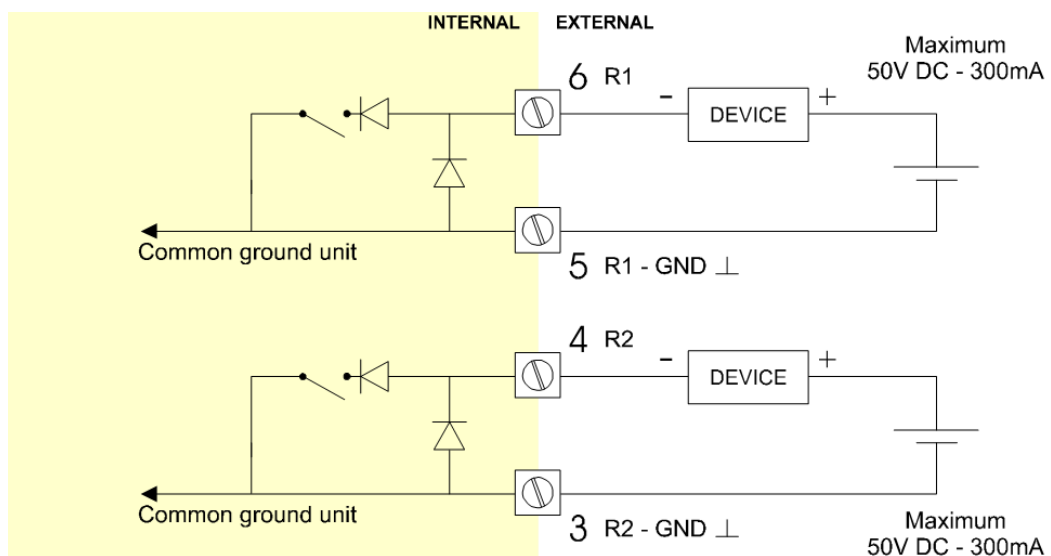 INTERNAL EXTERNAL
Maximum
50V DC - 300mA
6 R1
- DEVICE +
Common ground unit
5 R1 - GND ⊥
4 R2
- DEVICE +
Common ground unit
3 R2 - GND ⊥
Maximum
50V DC - 300mA